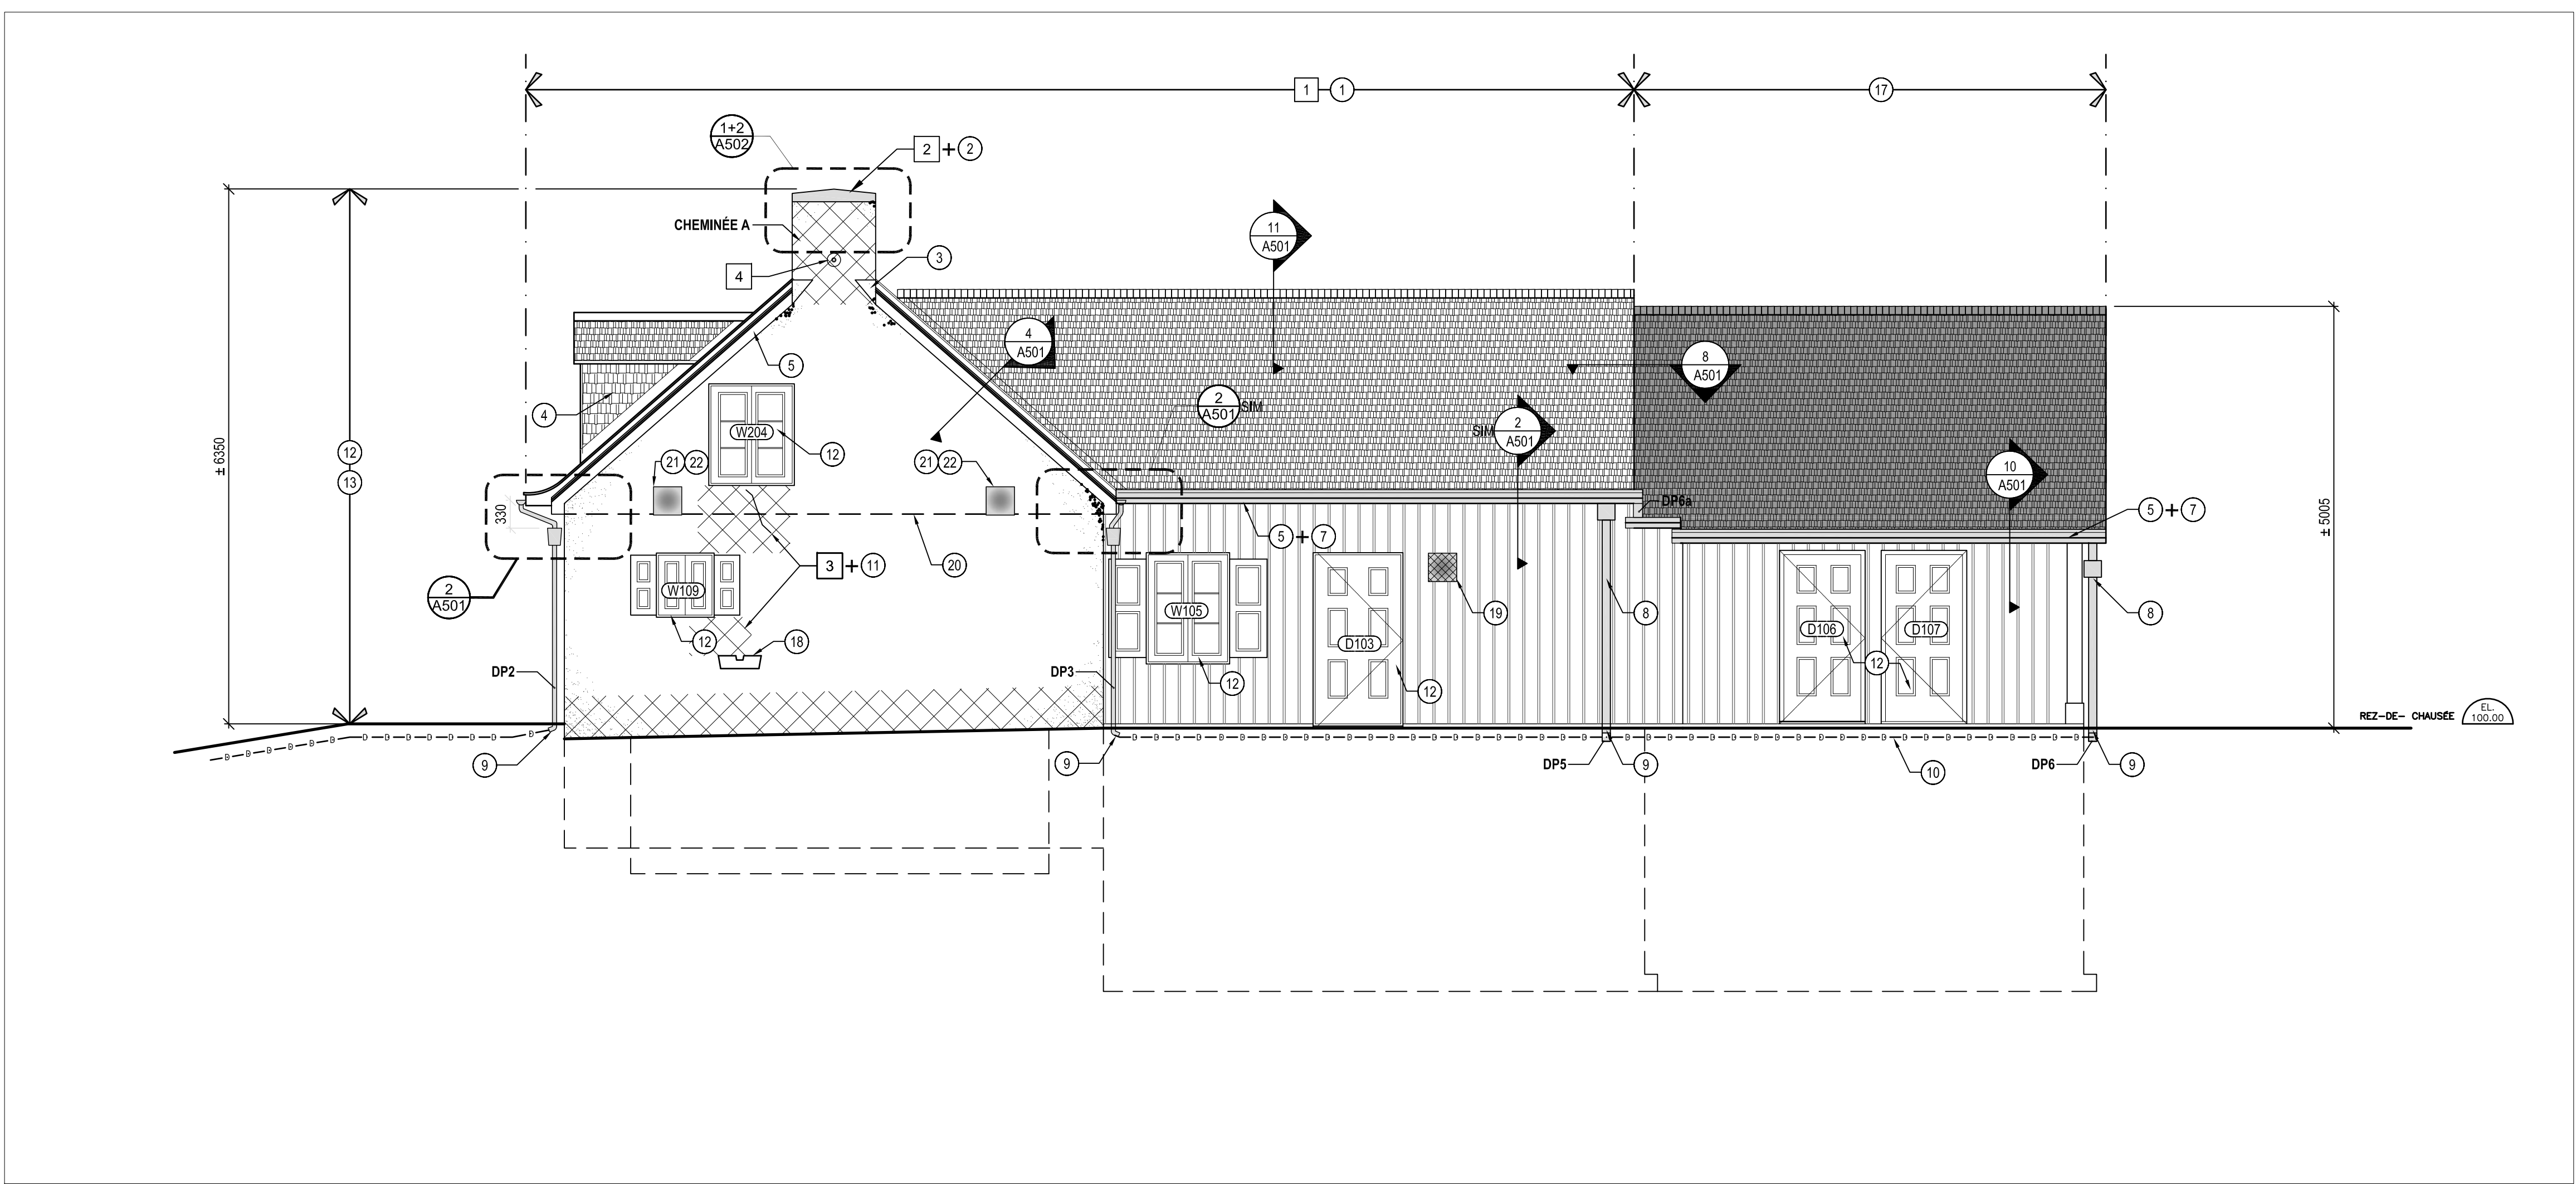 1 1
17
1+2
A502
2 + 2
CHEMINÉE A
4
3
11
A501
4
A501
5
8
A501
4
2
A501 SIM
SIM 2
A501
W204
12
12
13
± 6350
21 22
21 22
10
A501
330
DP6a
5 + 7
5 + 7
± 5005
3 + 11
20
2
A501
W109
12
18
W105
12
19
8
8
D103
12
D106
D107
12
DP2
DP3
REZ-DE- CHAUSÉE
EL.
100.00
9
9
DP5
9
10
DP6
9
D D D D D D D D D D D D
D D D D D D D D D D D D D D D D D D D D D D D D D D D D D D D D D D D D D D D D D D D D D